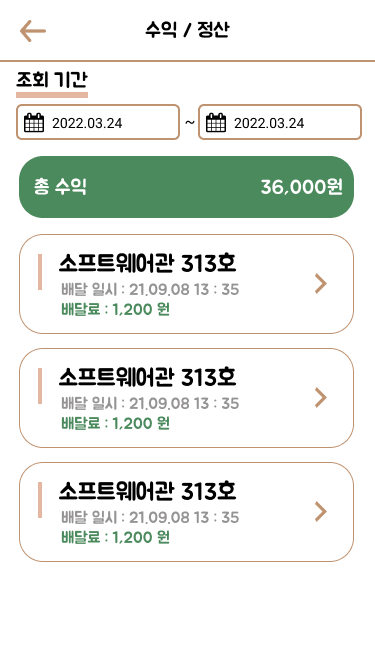 수익 / 정산
조회 기간
2022.03.24 ~ 2022.03.24
총 수익 36,000원
소프트웨어관 313호
배달 일시 : 21.09.08 13 : 35
배달료 : 1,200 원
소프트웨어관 313호
배달 일시 : 21.09.08 13 : 35
배달료 : 1,200 원
소프트웨어관 313호
배달 일시 : 21.09.08 13 : 35
배달료 : 1,200 원